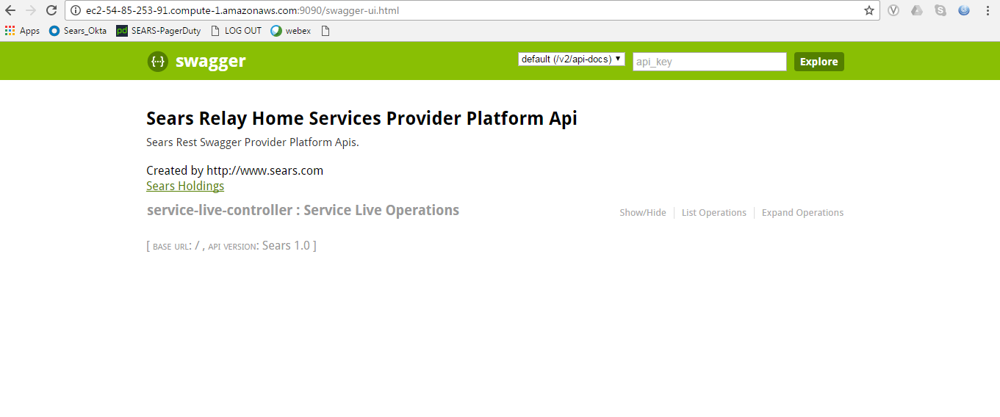 ec2-54-85-253-91.compute-1.amazonaws.com:9090/swagger-ui.html
Apps Sears_Okta pd SEARS-PagerDuty LOG OUT webex
{··} swagger default (/v2/api-docs) api_key Explore
Sears Relay Home Services Provider Platform Api
Sears Rest Swagger Provider Platform Apis.
Created by http://www.sears.com
Sears Holdings
service-live-controller : Service Live Operations Show/Hide List Operations Expand Operations
[ BASE URL: / , API VERSION: Sears 1.0 ]